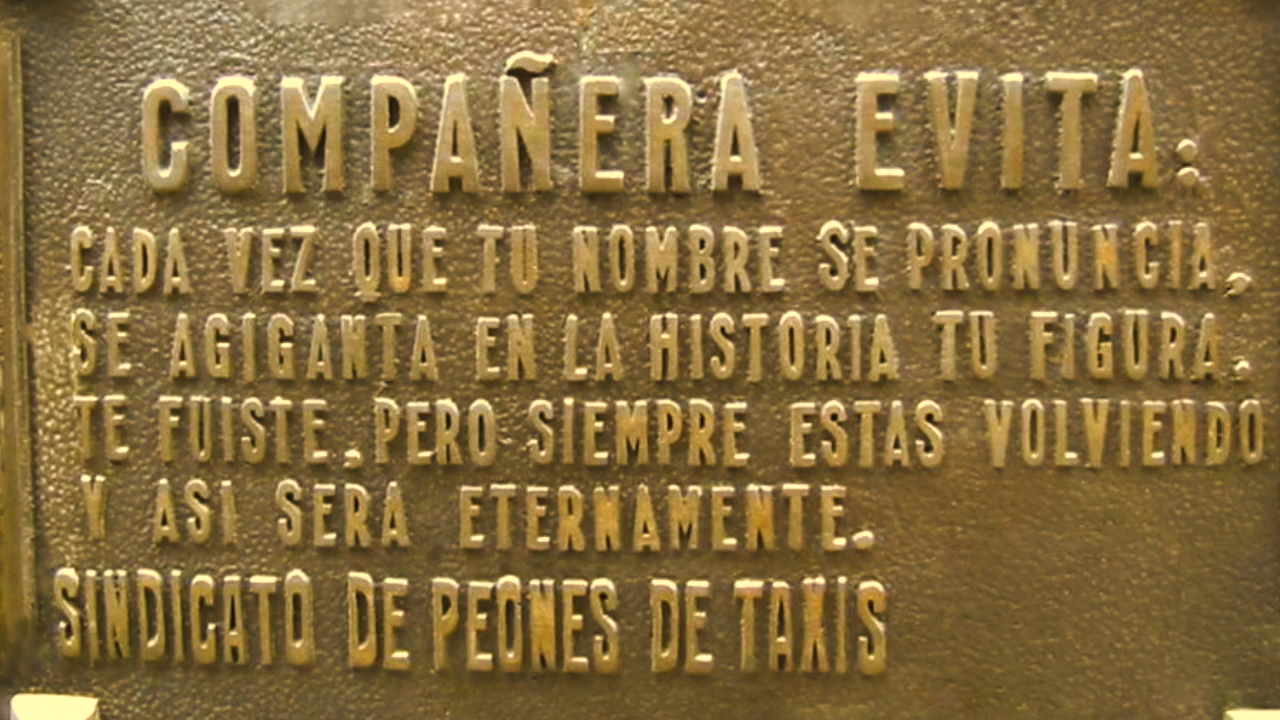 COMPAÑERA EVITA:
CADA VEZ QUE TU NOMBRE SE PRONUNCIA,
SE AGIGANTA EN LA HISTORIA TU FIGURA.
TE FUISTE, PERO SIEMPRE ESTAS VOLVIENDO
Y ASI SERA ETERNAMENTE.
SINDICATO DE PEONES DE TAXIS